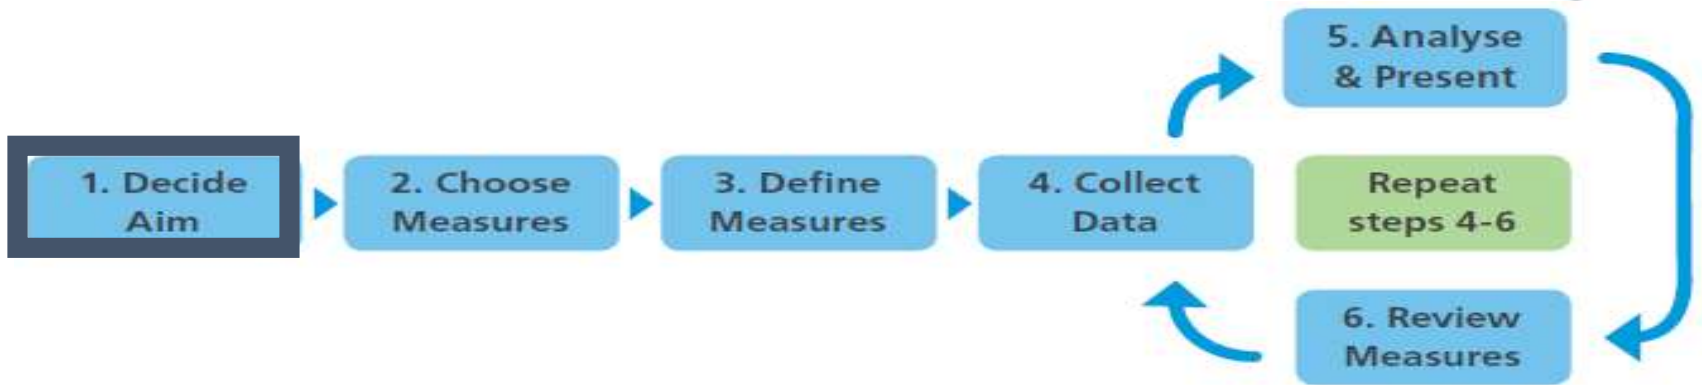 1. Decide
Aim
2. Choose
Measures
3. Define
Measures
4. Collect
Data
5. Analyse
& Present
Repeat
steps 4-6
6. Review
Measures